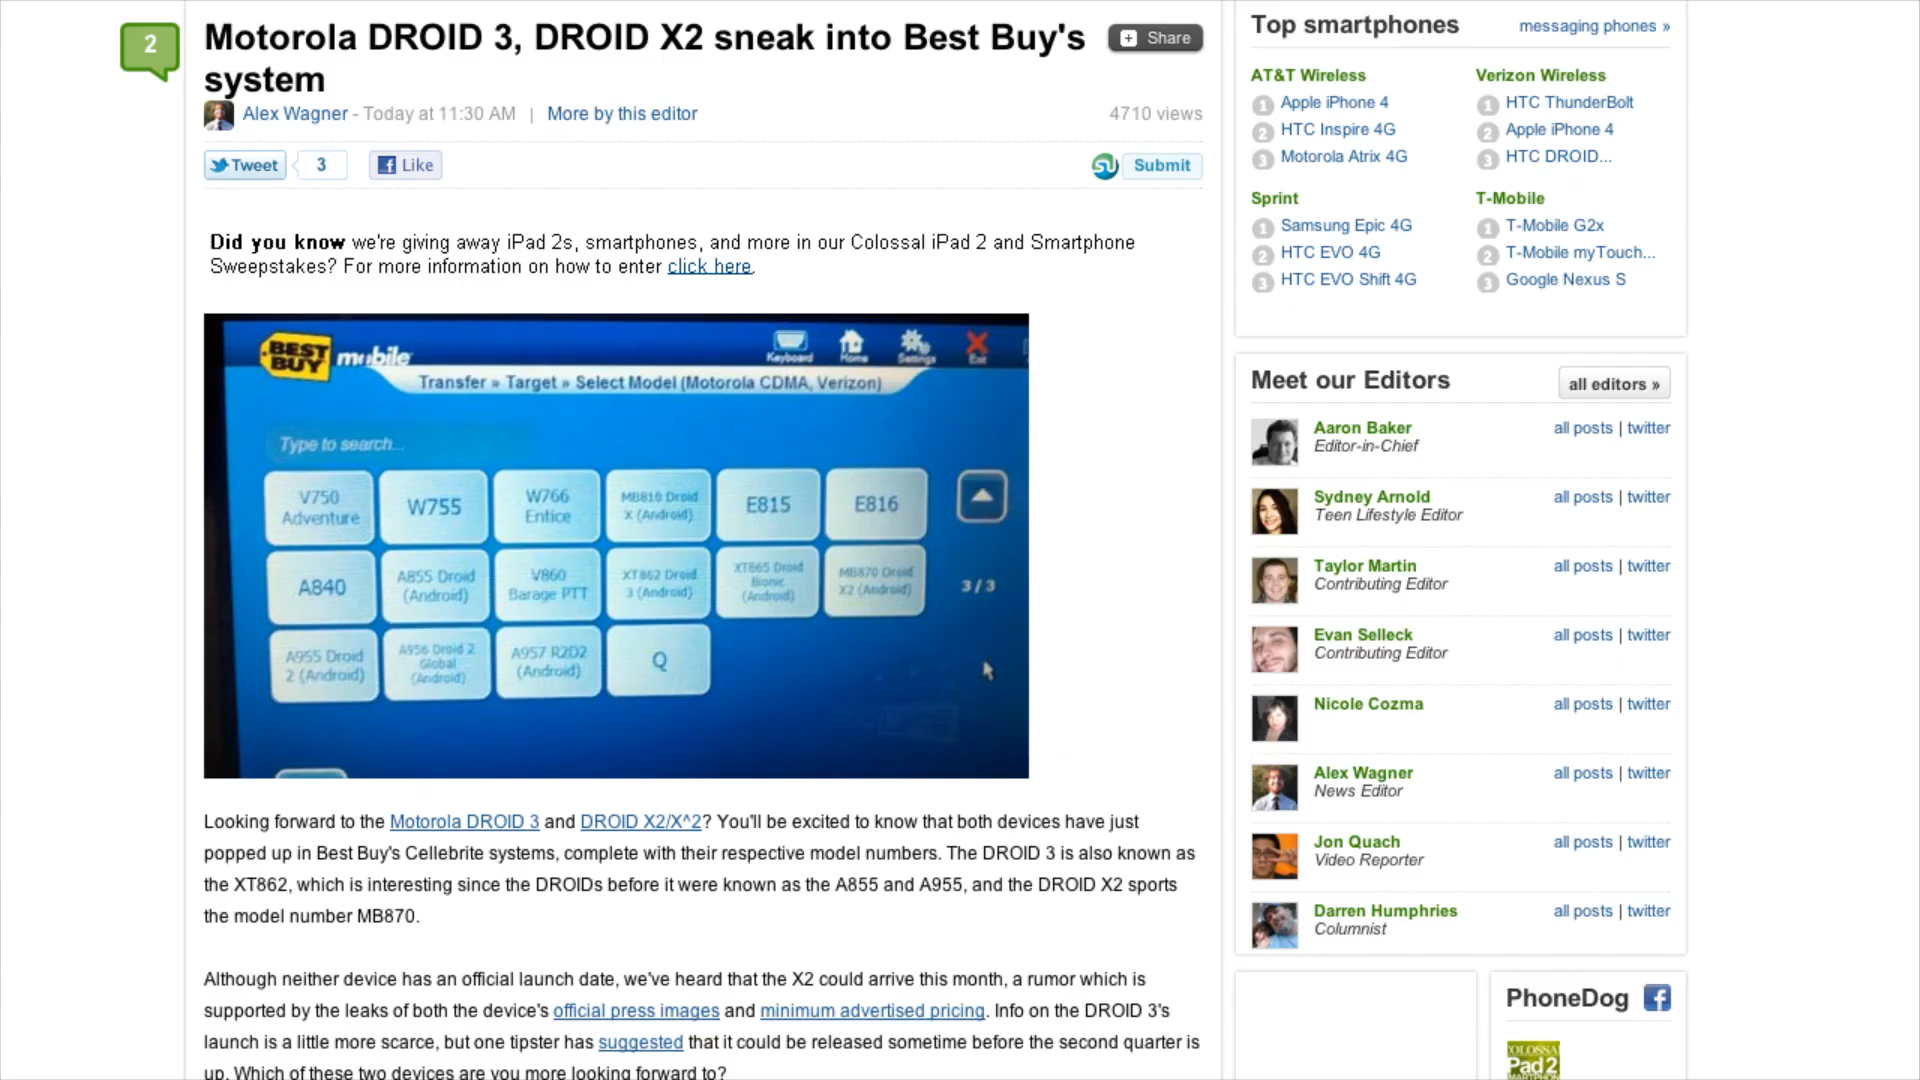 2
Motorola DROID 3, DROID X2 sneak into Best Buy's
system
Share
Alex Wagner - Today at 11:30 AM | More by this editor
4710 views
Tweet
3
Like
Submit
Did you know we're giving away iPad 2s, smartphones, and more in our Colossal iPad 2 and Smartphone
Sweepstakes? For more information on how to enter click here.
BEST
BUY
mobile
Keyboard
Home
Settings
Exit
Transfer » Target » Select Model (Motorola CDMA, Verizon)
Type to search...
V750
Adventure
W755
W766
Entice
MB810 Droid
X (Android)
E815
E816
A840
A855 Droid
(Android)
V860
Barage PTT
XT862 Droid
3 (Android)
XT865 Droid
Bionic
(Android)
MB870 Droid
X2 (Android)
3/3
A955 Droid
2 (Android)
A956 Droid 2
Global
(Android)
A957 R2D2
(Android)
Q
Looking forward to the Motorola DROID 3 and DROID X2/X^2? You'll be excited to know that both devices have just
popped up in Best Buy's Cellebrite systems, complete with their respective model numbers. The DROID 3 is also known as
the XT862, which is interesting since the DROIDs before it were known as the A855 and A955, and the DROID X2 sports
the model number MB870.
Although neither device has an official launch date, we've heard that the X2 could arrive this month, a rumor which is
supported by the leaks of both the device's official press images and minimum advertised pricing. Info on the DROID 3's
launch is a little more scarce, but one tipster has suggested that it could be released sometime before the second quarter is
up. Which of these two devices are you more looking forward to?
Top smartphones
messaging phones »
AT&T Wireless
1 Apple iPhone 4
2 HTC Inspire 4G
3 Motorola Atrix 4G
Verizon Wireless
1 HTC ThunderBolt
2 Apple iPhone 4
3 HTC DROID...
Sprint
1 Samsung Epic 4G
2 HTC EVO 4G
3 HTC EVO Shift 4G
T-Mobile
1 T-Mobile G2x
2 T-Mobile myTouch...
3 Google Nexus S
Meet our Editors
all editors »
Aaron Baker
Editor-in-Chief
all posts | twitter
Sydney Arnold
Teen Lifestyle Editor
all posts | twitter
Taylor Martin
Contributing Editor
all posts | twitter
Evan Selleck
Contributing Editor
all posts | twitter
Nicole Cozma
all posts | twitter
Alex Wagner
News Editor
all posts | twitter
Jon Quach
Video Reporter
all posts | twitter
Darren Humphries
Columnist
all posts | twitter
PhoneDog
Pad 2